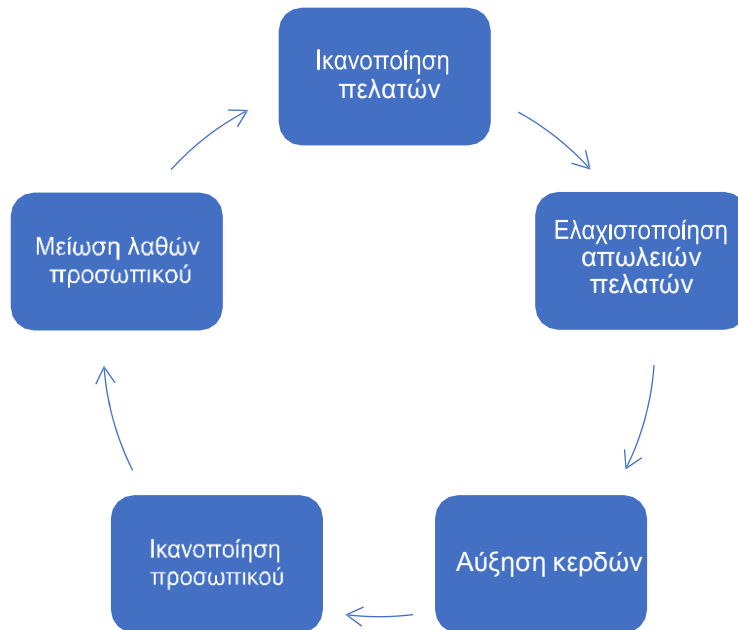 Ικανοποίηση
πελατών
Ελαχιστοποίηση
απωλειών
πελατών
Αύξηση κερδών
Ικανοποίηση
προσωπικού
Μείωση λαθών
προσωπικού